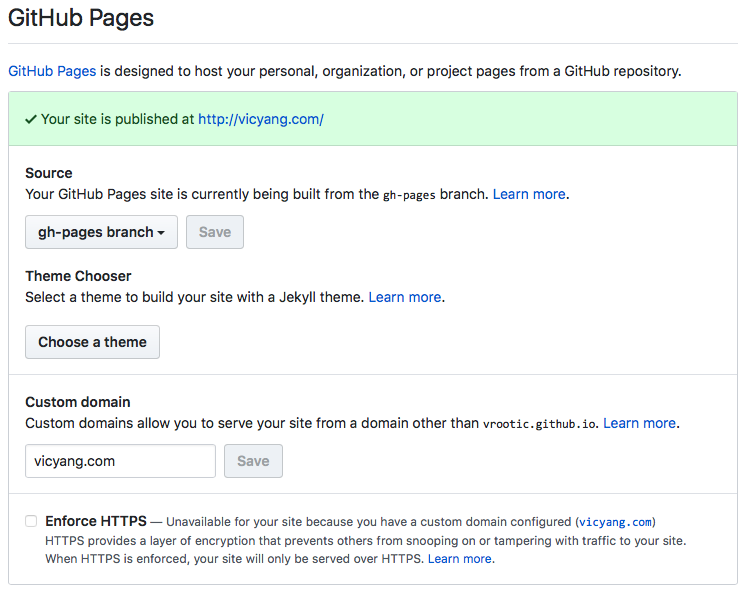 GitHub Pages
GitHub Pages is designed to host your personal, organization, or project pages from a GitHub repository.
✓ Your site is published at http://vicyang.com/
Source
Your GitHub Pages site is currently being built from the gh-pages branch. Learn more.
gh-pages branch Save
Theme Chooser
Select a theme to build your site with a Jekyll theme. Learn more.
Choose a theme
Custom domain
Custom domains allow you to serve your site from a domain other than vrootic.github.io. Learn more.
vicyang.com Save
Enforce HTTPS — Unavailable for your site because you have a custom domain configured (vicyang.com)
HTTPS provides a layer of encryption that prevents others from snooping on or tampering with traffic to your site.
When HTTPS is enforced, your site will only be served over HTTPS. Learn more.